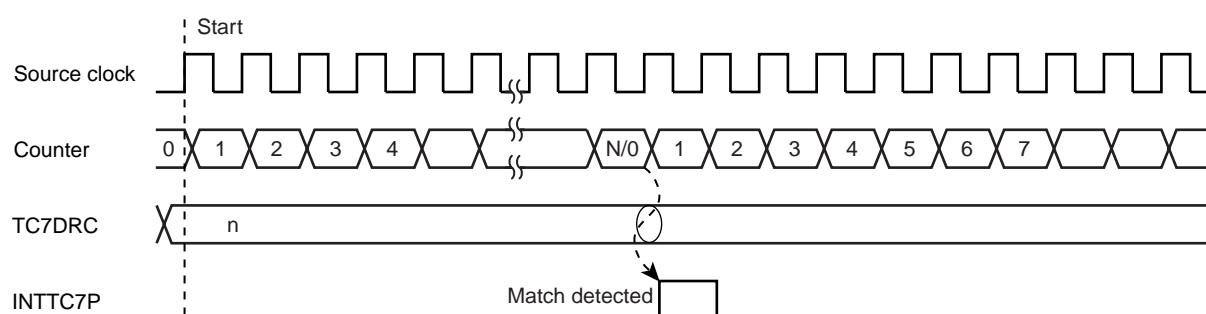 Start
Source clock
Counter 0 1 2 3 4 N/0 1 2 3 4 5 6 7
TC7DRC n
INTTC7P Match detected